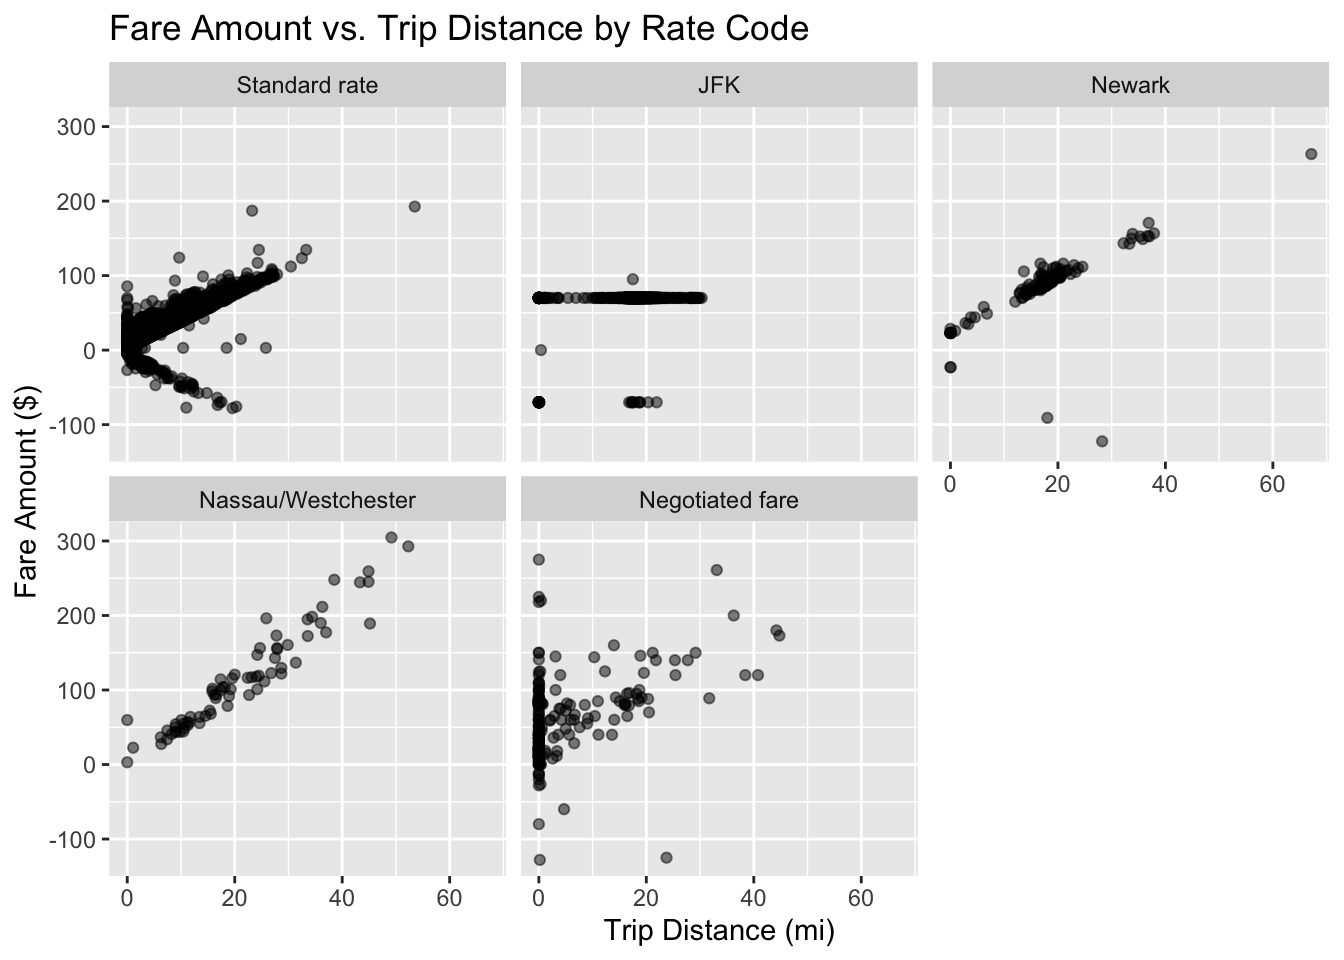 Fare Amount vs. Trip Distance by Rate Code
Standard rate
JFK
Newark
300
200
100
0
-100
0 20 40 60
Nassau/Westchester
Negotiated fare
300
200
100
0
-100
0 20 40 60
0 20 40 60
Fare Amount ($)
Trip Distance (mi)